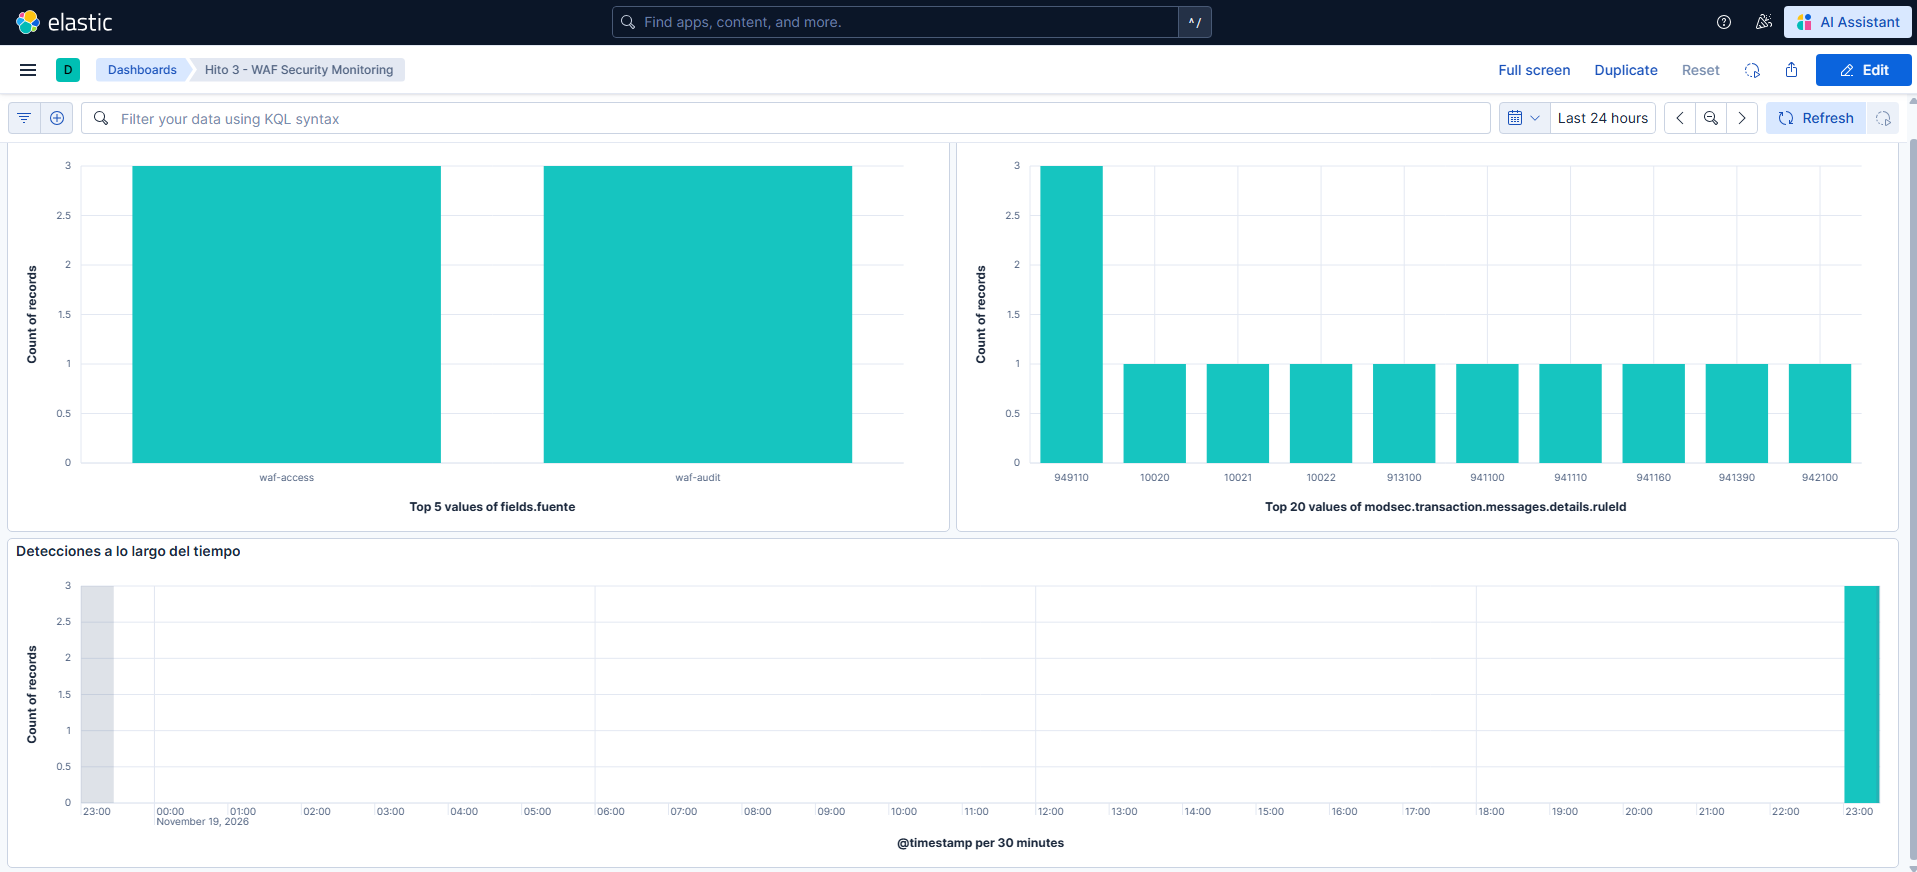 elastic
Find apps, content, and more.
^/
AI Assistant
D
Dashboards
Hito 3 - WAF Security Monitoring
Full screen
Duplicate
Reset
Edit
Filter your data using KQL syntax
Last 24 hours
Refresh
Count of records
3
2.5
2
1.5
1
0.5
0
waf-access
waf-audit
Top 5 values of fields.fuente
Count of records
3
2.5
2
1.5
1
0.5
0
949110
10020
10021
10022
913100
941100
941110
941160
941390
942100
Top 20 values of modsec.transaction.messages.details.ruleId
Detecciones a lo largo del tiempo
Count of records
3
2.5
2
1.5
1
0.5
0
23:00
00:00
01:00
02:00
03:00
04:00
05:00
06:00
07:00
08:00
09:00
10:00
11:00
12:00
13:00
14:00
15:00
16:00
17:00
18:00
19:00
20:00
21:00
22:00
23:00
November 19, 2026
@timestamp per 30 minutes